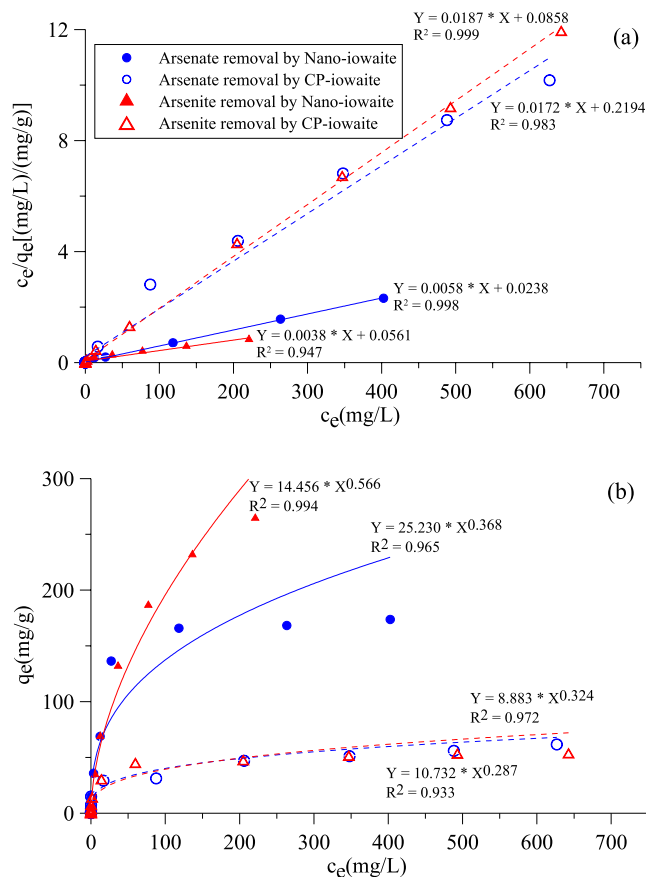 Y = 0.0187 * X + 0.0858
R² = 0.999
(a)
12
8
4
0
Arsenate removal by Nano-iowaite
Arsenate removal by CP-iowaite
Arsenite removal by Nano-iowaite
Arsenite removal by CP-iowaite
Y = 0.0172 * X + 0.2194
R² = 0.983
Y = 0.0058 * X + 0.0238
R² = 0.998
Y = 0.0038 * X + 0.0561
R² = 0.947
cₑ/qₑ[(mg/L)/(mg/g)]
0 100 200 300 400 500 600 700
cₑ(mg/L)
(b)
300
200
100
0
Y = 14.456 * X^0.566
R² = 0.994
Y = 25.230 * X^0.368
R² = 0.965
Y = 8.883 * X^0.324
R² = 0.972
Y = 10.732 * X^0.287
R² = 0.933
qₑ(mg/g)
0 100 200 300 400 500 600 700
cₑ(mg/L)